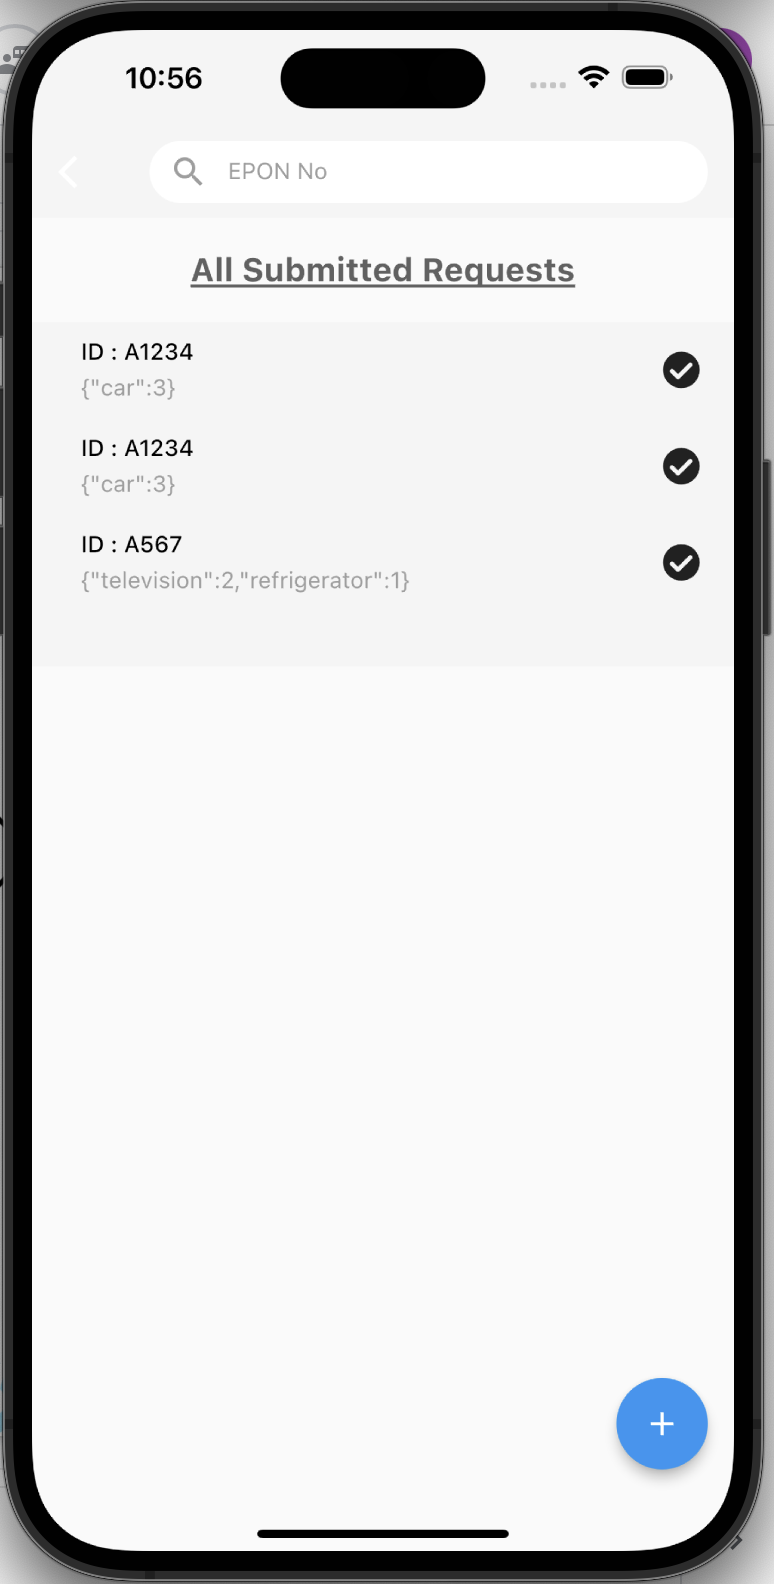 10:56
EPON No
All Submitted Requests
ID : A1234
{"car":3}
ID : A1234
{"car":3}
ID : A567
{"television":2,"refrigerator":1}